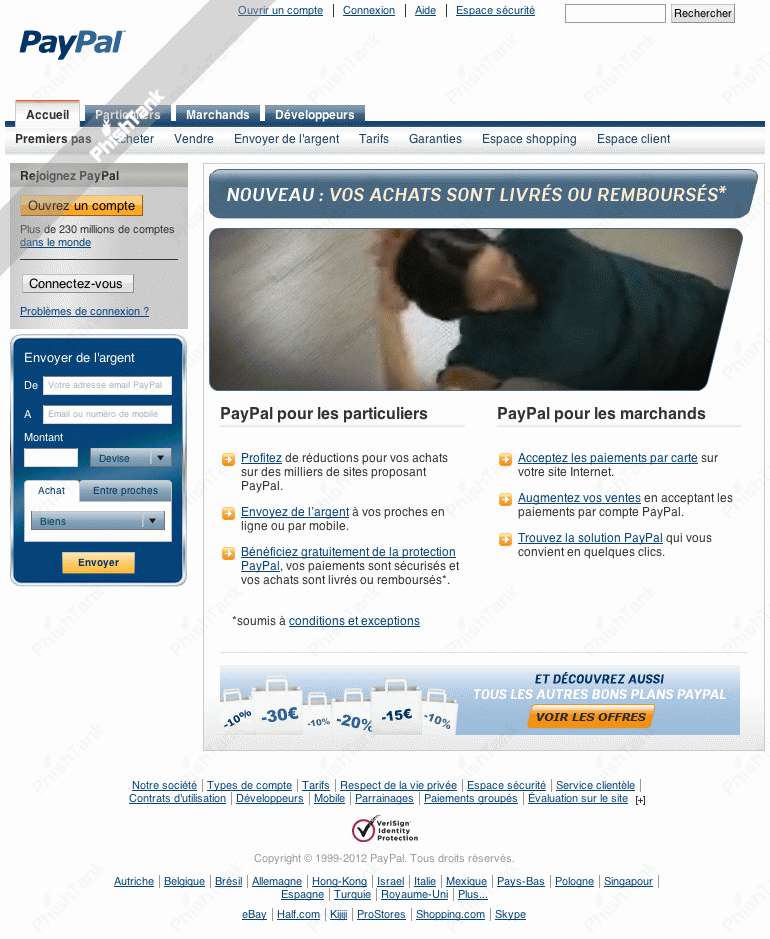 Ouvrir un compte | Connexion | Aide | Espace sécurité
Rechercher
PayPal
PhishTank
Accueil Particuliers Marchands Développeurs
Premiers pas Acheter Vendre Envoyer de l'argent Tarifs Garanties Espace shopping Espace client
Rejoignez PayPal
Ouvrez un compte
Plus de 230 millions de comptes
dans le monde
Connectez-vous
Problèmes de connexion ?
Envoyer de l'argent
De Votre adresse email PayPal
A Email ou numéro de mobile
Montant
Devise
Achat Entre proches
Biens
Envoyer
NOUVEAU : VOS ACHATS SONT LIVRÉS OU REMBOURSÉS*
PayPal pour les particuliers
Profitez de réductions pour vos achats
sur des milliers de sites proposant
PayPal.
Envoyez de l'argent à vos proches en
ligne ou par mobile.
Bénéficiez gratuitement de la protection
PayPal, vos paiements sont sécurisés et
vos achats sont livrés ou remboursés*.
PayPal pour les marchands
Acceptez les paiements par carte sur
votre site Internet.
Augmentez vos ventes en acceptant les
paiements par compte PayPal.
Trouvez la solution PayPal qui vous
convient en quelques clics.
*soumis à conditions et exceptions
-10% -30€ -10% -20% -15€ -10%
ET DÉCOUVREZ AUSSI
TOUS LES AUTRES BONS PLANS PAYPAL
VOIR LES OFFRES
Notre société | Types de compte | Tarifs | Respect de la vie privée | Espace sécurité | Service clientèle |
Contrats d'utilisation | Développeurs | Mobile | Parrainages | Paiements groupés | Évaluation sur le site [+]
VeriSign
Identity
Protection
Copyright © 1999-2012 PayPal. Tous droits réservés.
Autriche | Belgique | Brésil | Allemagne | Hong-Kong | Israel | Italie | Mexique | Pays-Bas | Pologne | Singapour |
Espagne | Turquie | Royaume-Uni | Plus...
eBay | Half.com | Kijiji | ProStores | Shopping.com | Skype